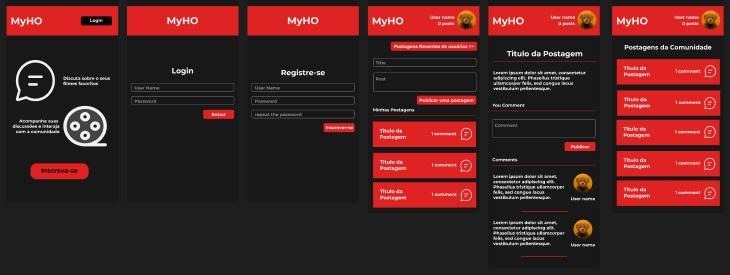 MyHO
Login
Discuta sobre o seus
filmes favoritos
Acompanhe suas
discussões e interaja
com a comunidade
Inscreva-se
MyHO
Login
User Name
Password
Entrar
MyHO
Registre-se
User Name
Password
repeat the password
Inscrever-se
MyHO
User name
0 posts
Postagens Recentes de usuários >>
Title
Post
Publicar uma postagem
Minhas Postagens
Titulo da
Postagem
1 comment
Titulo da
Postagem
1 comment
Titulo da
Postagem
1 comment
MyHO
User name
0 posts
Titulo da Postagem
Lorem ipsum dolor sit amet,
consectetur adipiscing elit.
Phasellus tristique ullamcorper
felis, sed congue lacus
vestibulum pellentesque.
You Comment
Comment
Publicar
Comments
Lorem ipsum dolor sit amet,
consectetur adipiscing elit.
Phasellus tristique ullamcorper
felis, sed congue lacus
vestibulum pellentesque.
User name
Lorem ipsum dolor sit amet,
consectetur adipiscing elit.
Phasellus tristique ullamcorper
felis, sed congue lacus
vestibulum pellentesque.
User name
MyHO
User name
0 posts
Postagens da Comunidade
Titulo da
Postagem
1 comment
Titulo da
Postagem
1 comment
Titulo da
Postagem
1 comment
Titulo da
Postagem
1 comment
Titulo da
Postagem
1 comment